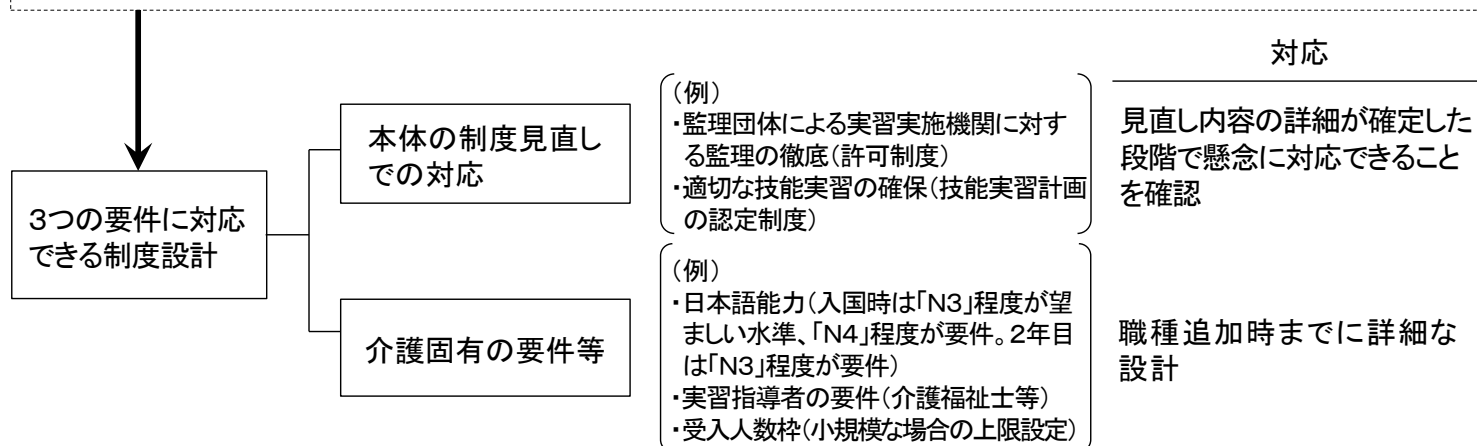 対応
3つの要件に対応
できる制度設計
本体の制度見直し
での対応
(例)
・監理団体による実習実施機関に対す
る監理の徹底(許可制度)
・適切な技能実習の確保(技能実習計画
の認定制度)
見直し内容の詳細が確定した
段階で懸念に対応できること
を確認
介護固有の要件等
(例)
・日本語能力(入国時は「N3」程度が望
ましい水準、「N4」程度が要件。2年目
は「N3」程度が要件)
・実習指導者の要件(介護福祉士等)
・受入人数枠(小規模な場合の上限設定)
職種追加時までに詳細な
設計